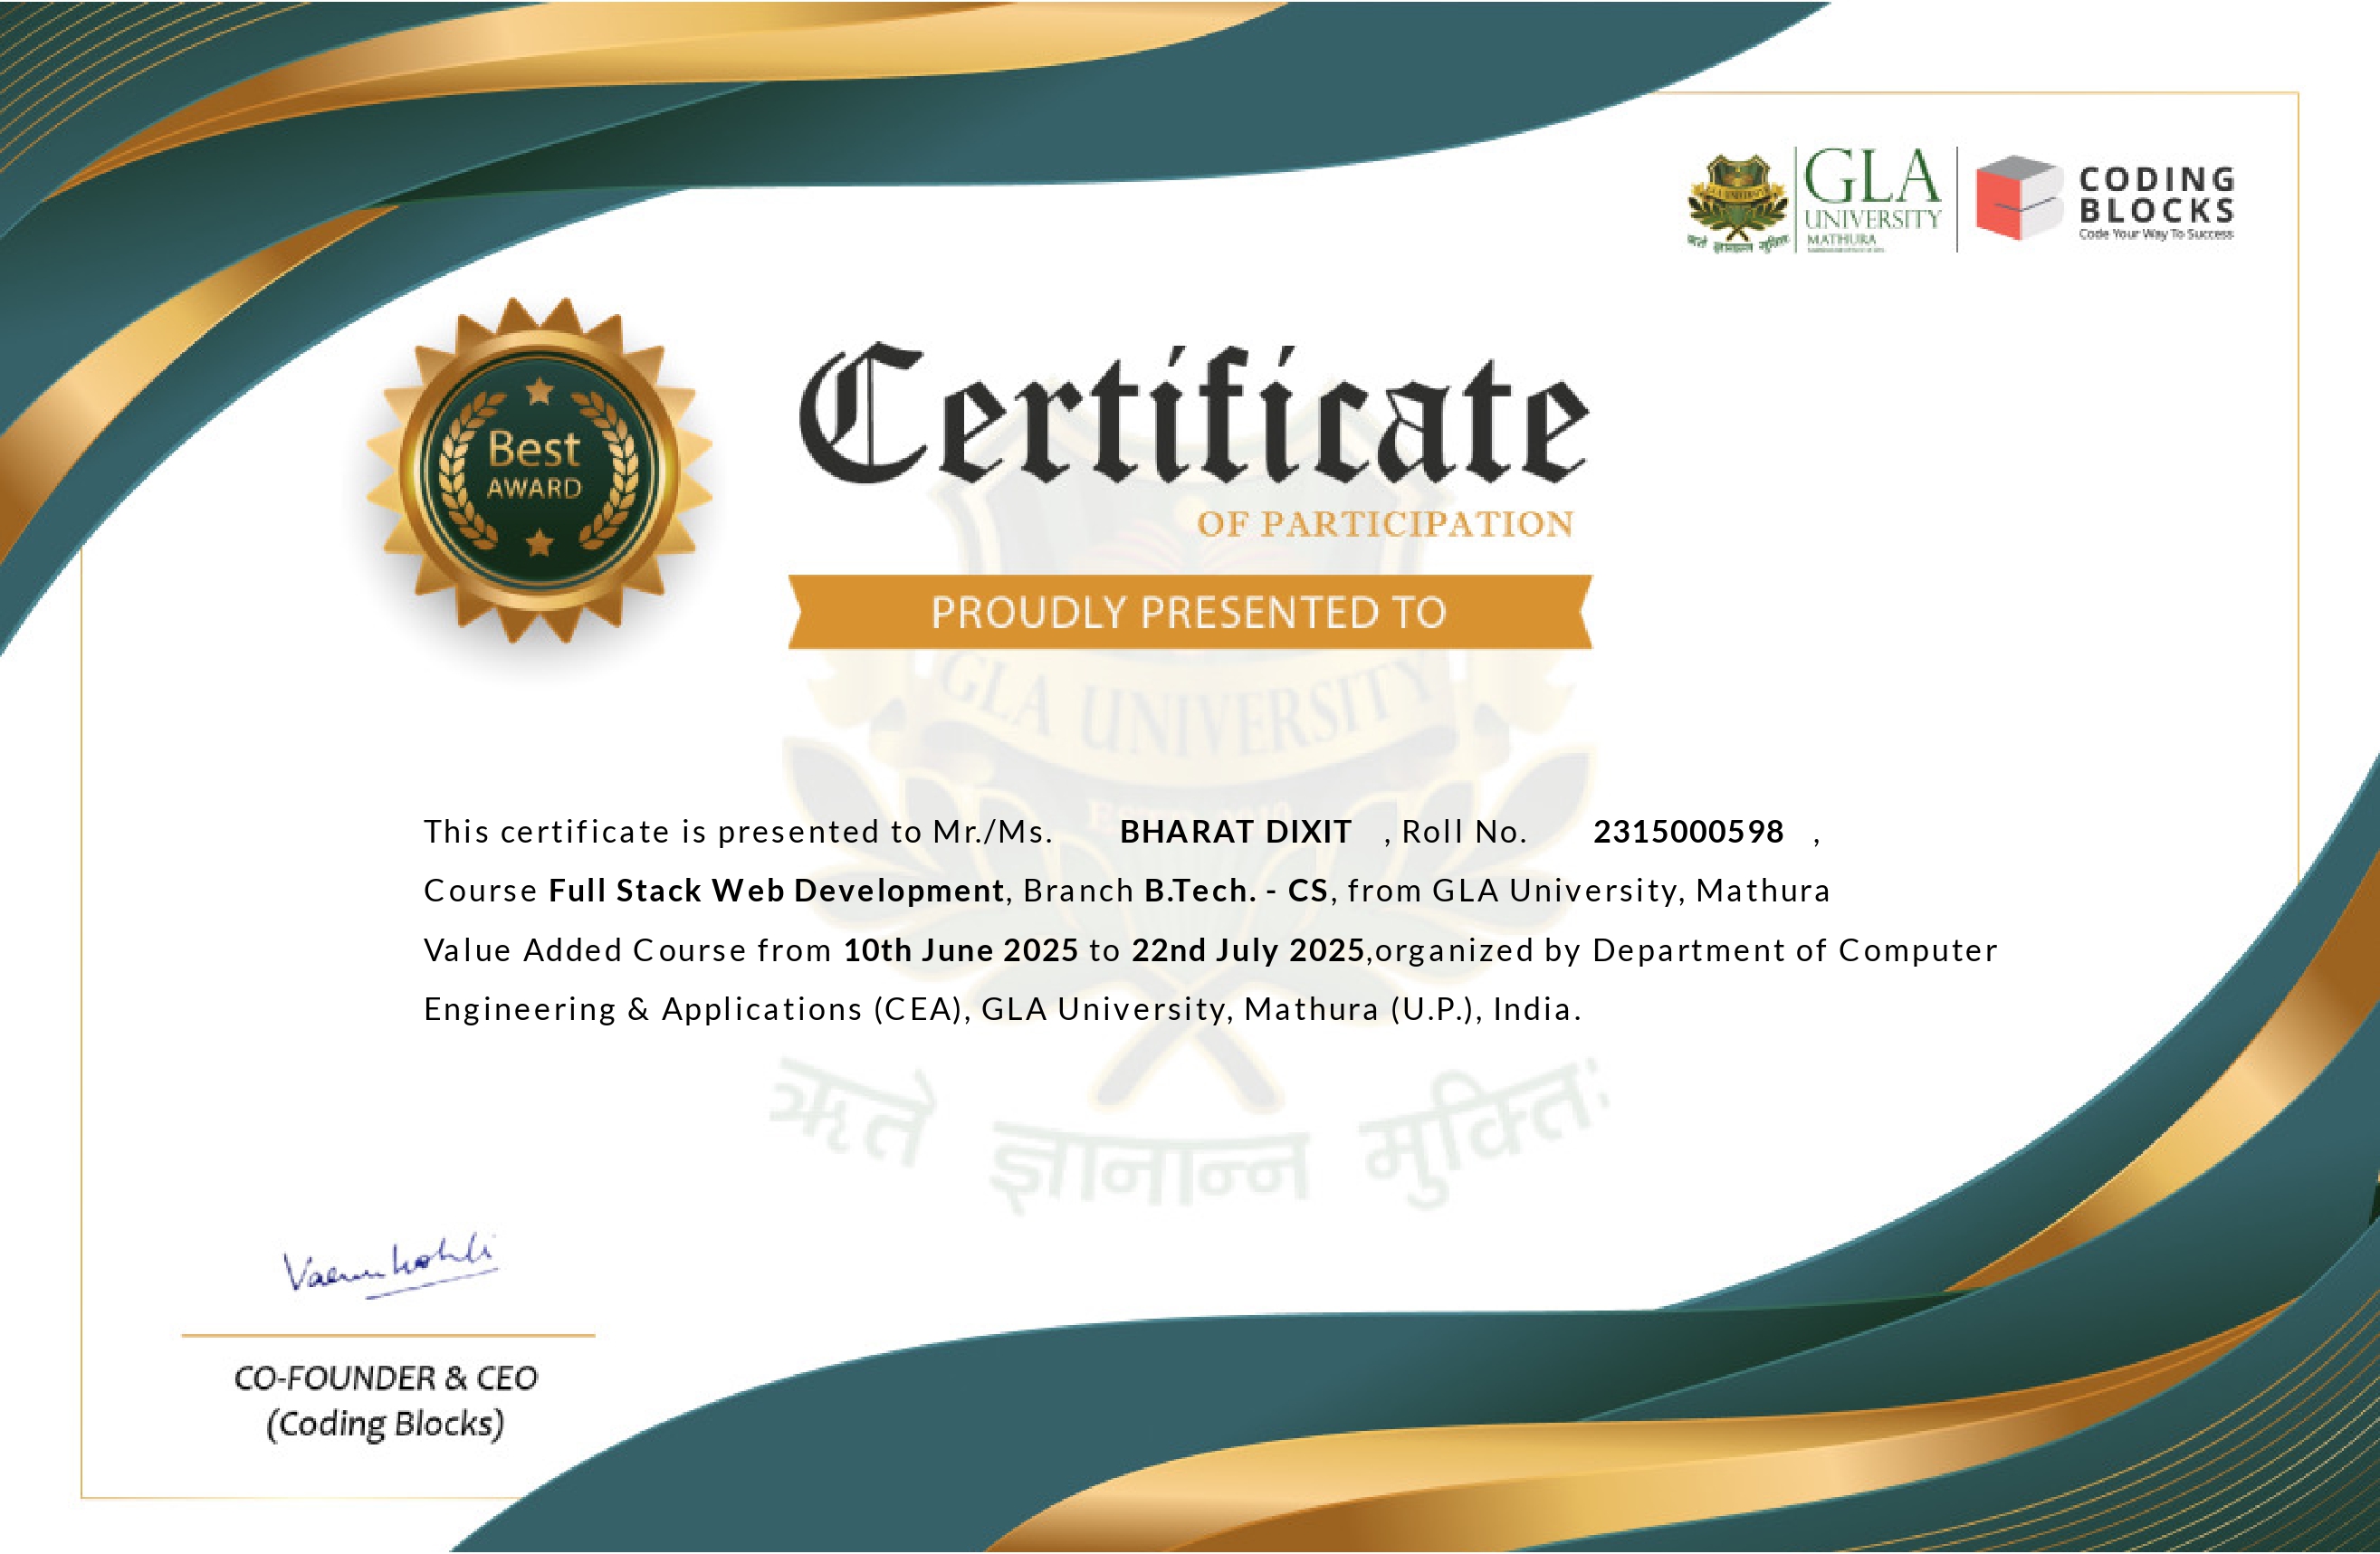 GLA UNIVERSITY
ऋते ज्ञानान्न मुक्तिः
GLA
UNIVERSITY
MATHURA
CODING
BLOCKS
Code Your Way To Success
Best
AWARD
Certificate
OF PARTICIPATION
PROUDLY PRESENTED TO
GLA UNIVERSITY
This certificate is presented to Mr./Ms. BHARAT DIXIT , Roll No. 2315000598 ,
Course Full Stack Web Development, Branch B.Tech. - CS, from GLA University, Mathura
Value Added Course from 10th June 2025 to 22nd July 2025,organized by Department of Computer
Engineering & Applications (CEA), GLA University, Mathura (U.P.), India.
ऋते ज्ञानान्न मुक्तिः
Varun Kohli
CO-FOUNDER & CEO
(Coding Blocks)